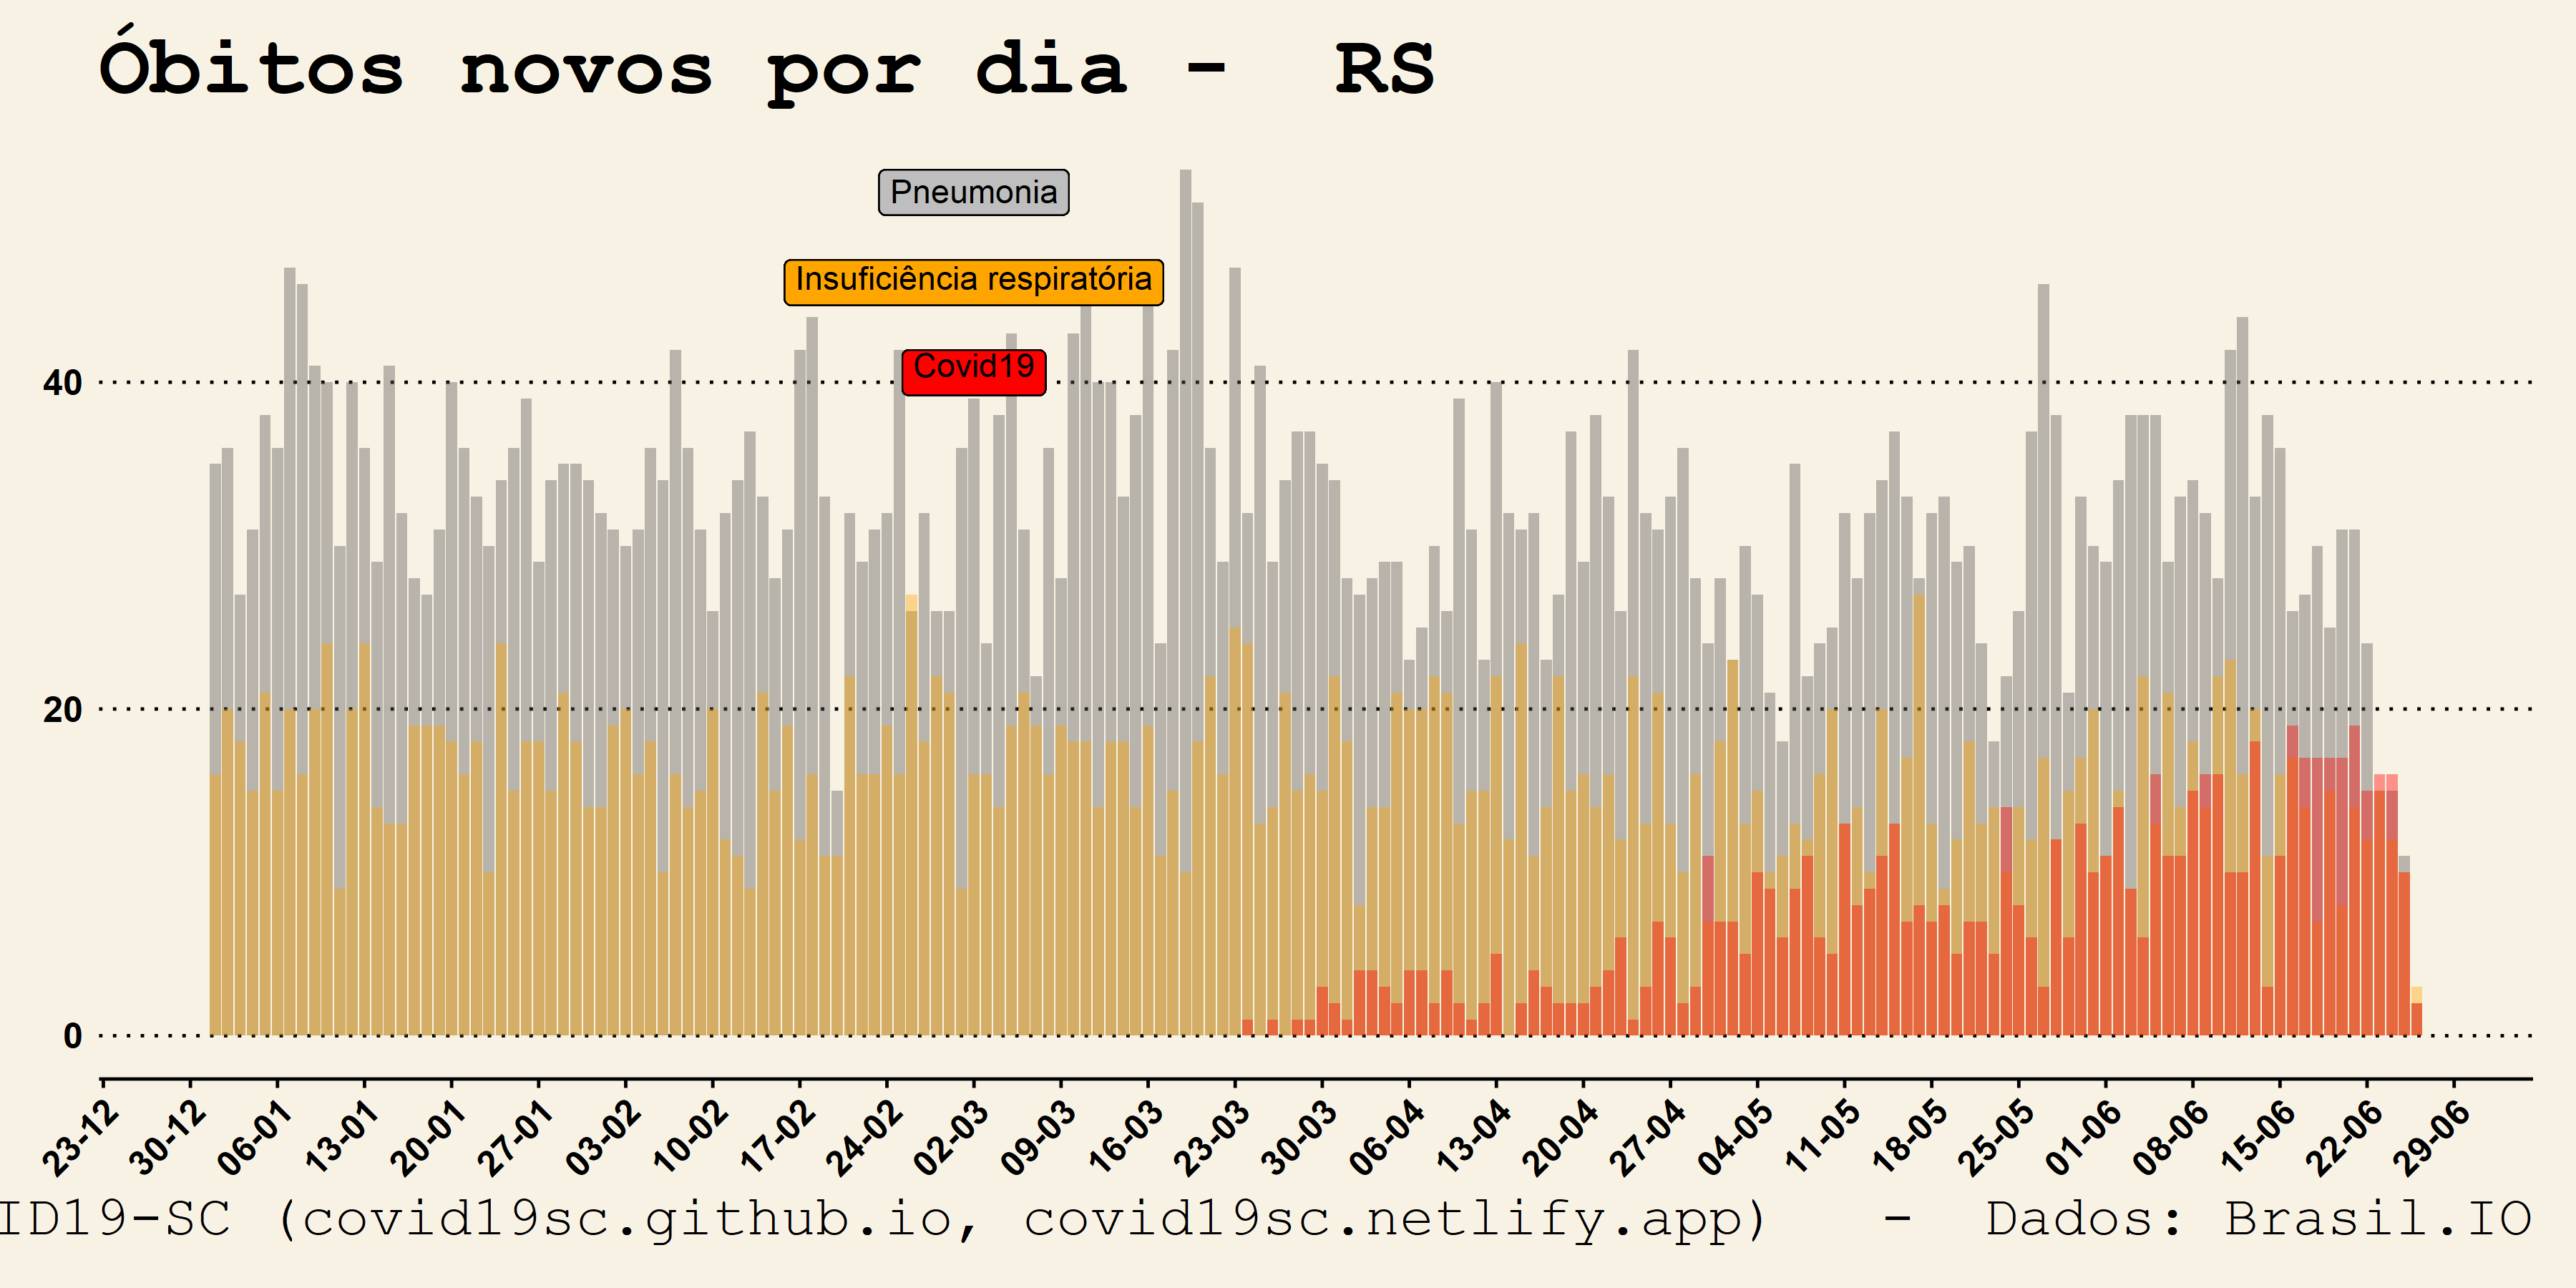 Óbitos novos por dia - RS
Pneumonia
Insuficiência respiratória
Covid19
40
20
0
23-12 30-12 06-01 13-01 20-01 27-01 03-02 10-02 17-02 24-02 02-03 09-03 16-03 23-03 30-03 06-04 13-04 20-04 27-04 04-05 11-05 18-05 25-05 01-06 08-06 15-06 22-06 29-06
ID19-SC (covid19sc.github.io, covid19sc.netlify.app) - Dados: Brasil.IO